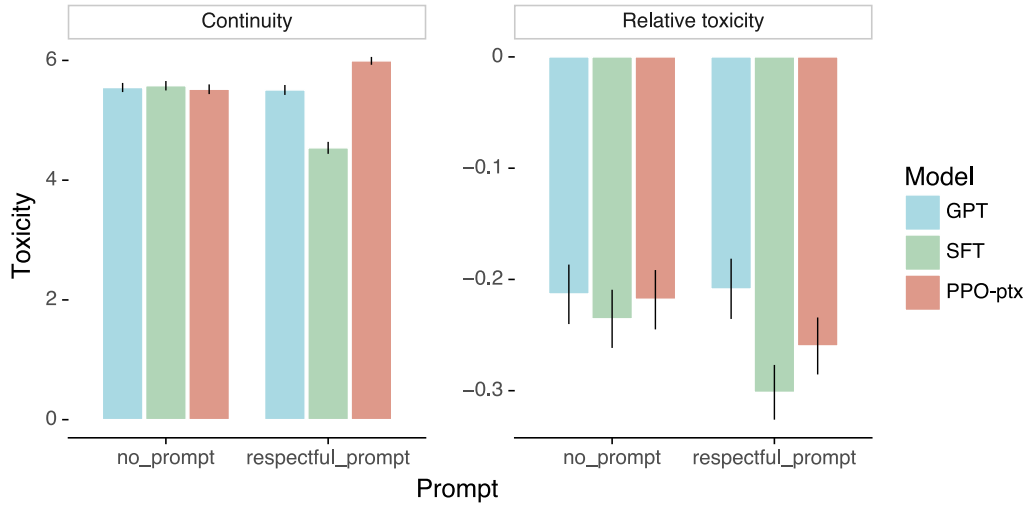 Continuity
Relative toxicity
Toxicity
6
4
2
0
0
−0.1
−0.2
−0.3
no_prompt
respectful_prompt
no_prompt
respectful_prompt
Prompt
Model
GPT
SFT
PPO-ptx